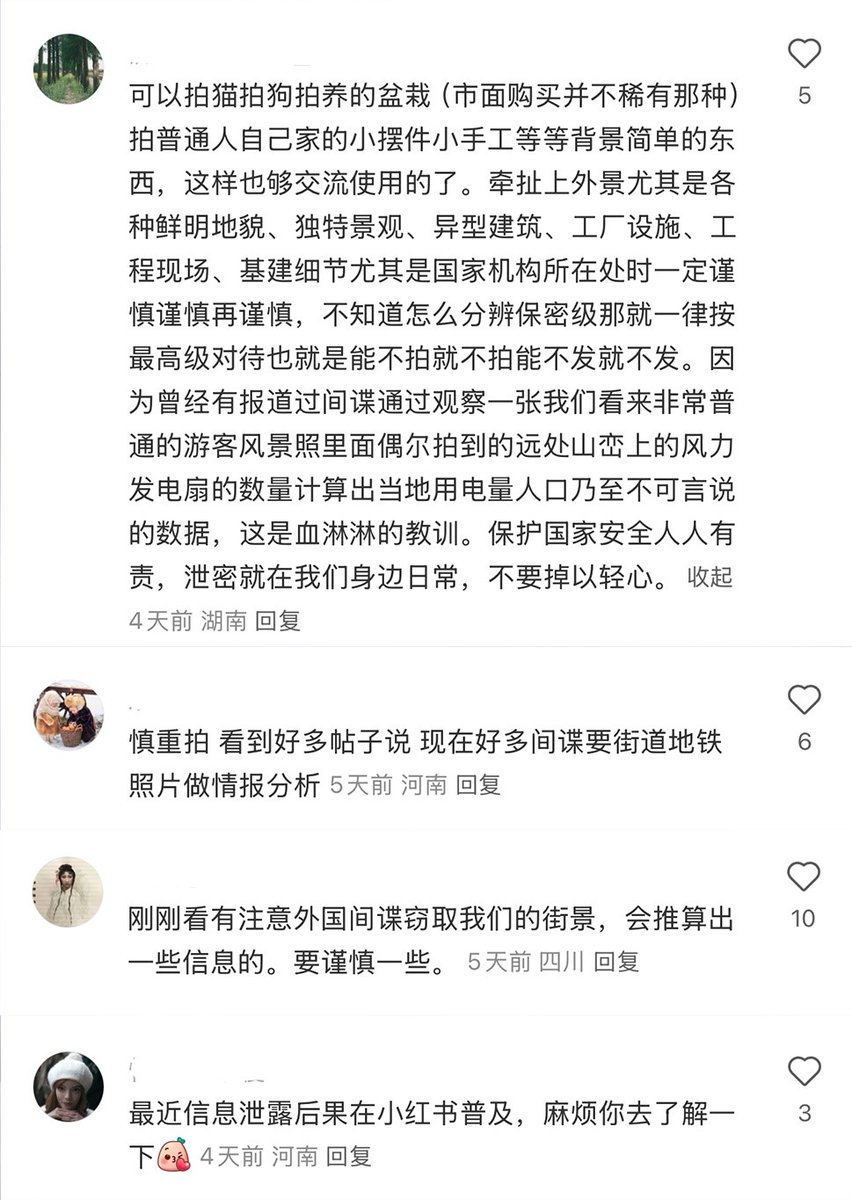 5
可以拍猫拍狗拍养的盆栽（市面购买并不稀有那种）
拍普通人自己家的小摆件小手工等等背景简单的东
西，这样也够交流使用的了。牵扯上外景尤其是各
种鲜明地貌、独特景观、异型建筑、工厂设施、工
程现场、基建细节尤其是国家机构所在处时一定谨
慎谨慎再谨慎，不知道怎么分辨保密级那就一律按
最高级对待也就是能不拍就不拍能不发就不发。因
为曾经有报道过间谍通过观察一张我们看来非常普
通的游客风景照里面偶尔拍到的远处山峦上的风力
发电扇的数量计算出当地用电量人口乃至不可言说
的数据，这是血淋淋的教训。保护国家安全人人有
责，泄密就在我们身边日常，不要掉以轻心。 收起
4天前 湖南 回复
慎重拍 看到好多帖子说 现在好多间谍要街道地铁
6
照片做情报分析 5天前 河南 回复
刚刚看有注意外国间谍窃取我们的街景，会推算出
10
一些信息的。要谨慎一些。 5天前 四川 回复
最近信息泄露后果在小红书普及，麻烦你去了解一
3
下 4天前 河南 回复